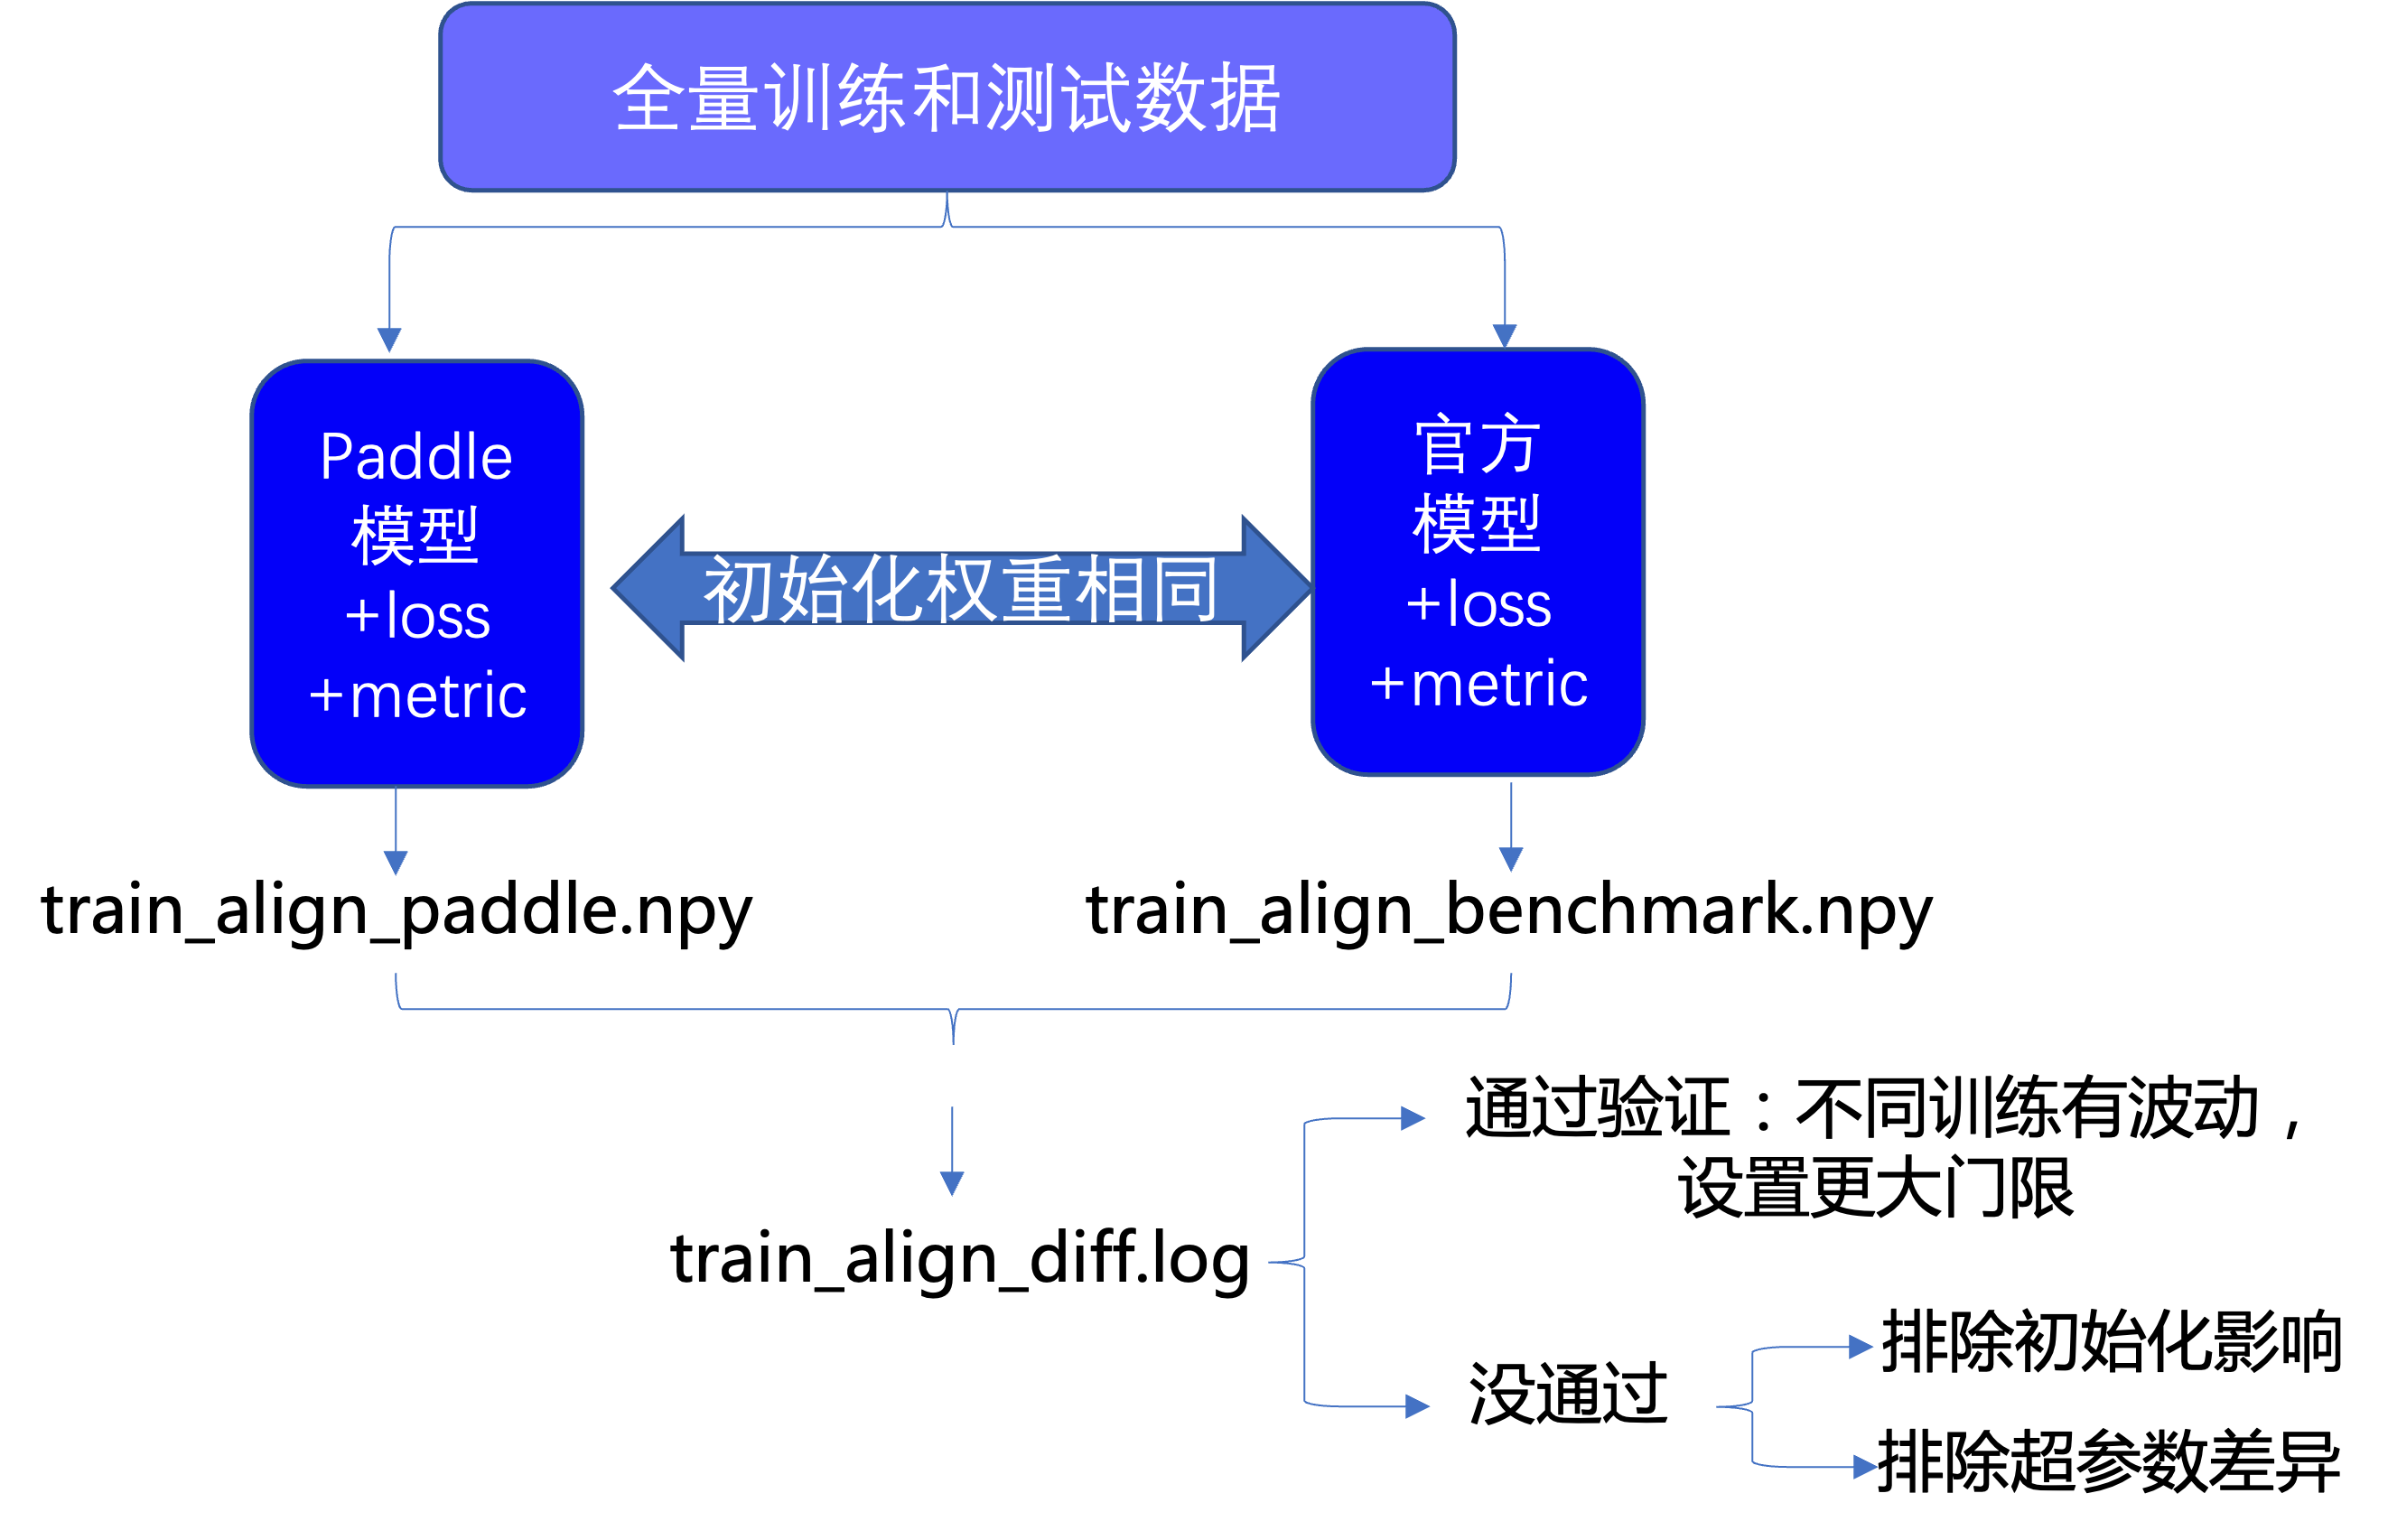 全量训练和测试数据
Paddle
模型
+loss
+metric
初始化权重相同
官方
模型
+loss
+metric
train_align_paddle.npy
train_align_benchmark.npy
train_align_diff.log
通过验证：不同训练有波动，
设置更大门限
没通过
排除初始化影响
排除超参数差异